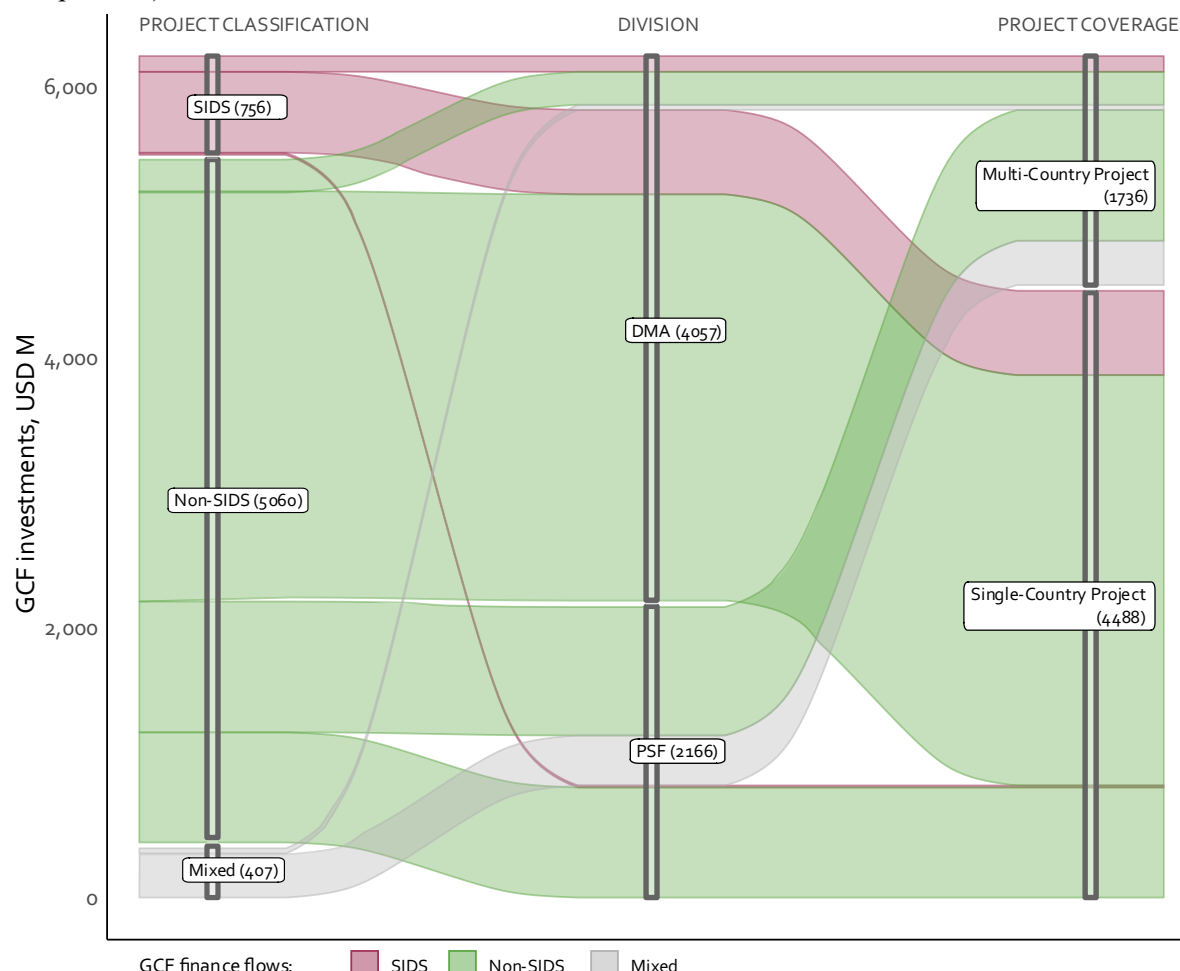 PROJECT CLASSIFICATION DIVISION PROJECT COVERAGE
6,000
SIDS (756)
Multi-Country Project
(1736)
DMA (4057)
4,000
GCF investments, USD M
Non-SIDS (5060)
Single-Country Project
(4488)
2,000
PSF (2166)
Mixed (407)
0
GCF finance flows: SIDS Non-SIDS Mixed